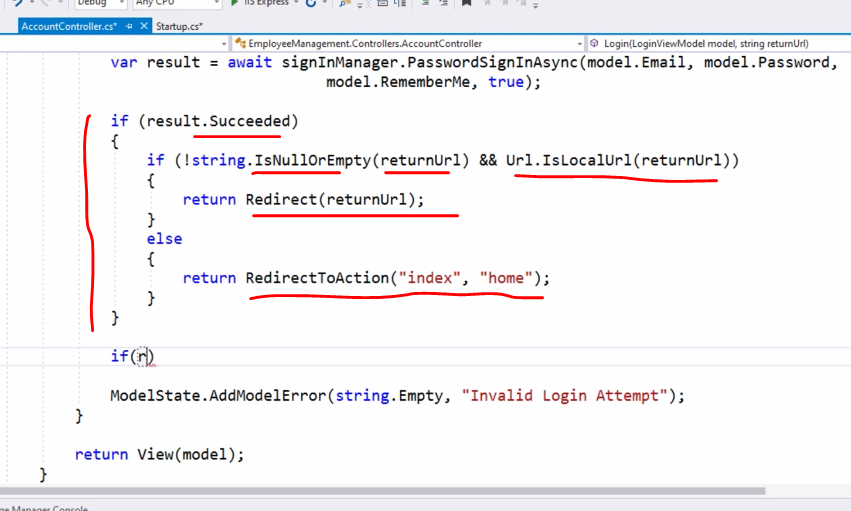 Debug Any CPU IIS Express
AccountController.cs* Startup.cs*
EmployeeManagement.Controllers.AccountController Login(LoginViewModel model, string returnUrl)
var result = await signInManager.PasswordSignInAsync(model.Email, model.Password,
model.RememberMe, true);
if (result.Succeeded)
{
if (!string.IsNullOrEmpty(returnUrl) && Url.IsLocalUrl(returnUrl))
{
return Redirect(returnUrl);
}
else
{
return RedirectToAction("index", "home");
}
}
if(r)
ModelState.AddModelError(string.Empty, "Invalid Login Attempt");
}
return View(model);
}
ge Manager Console